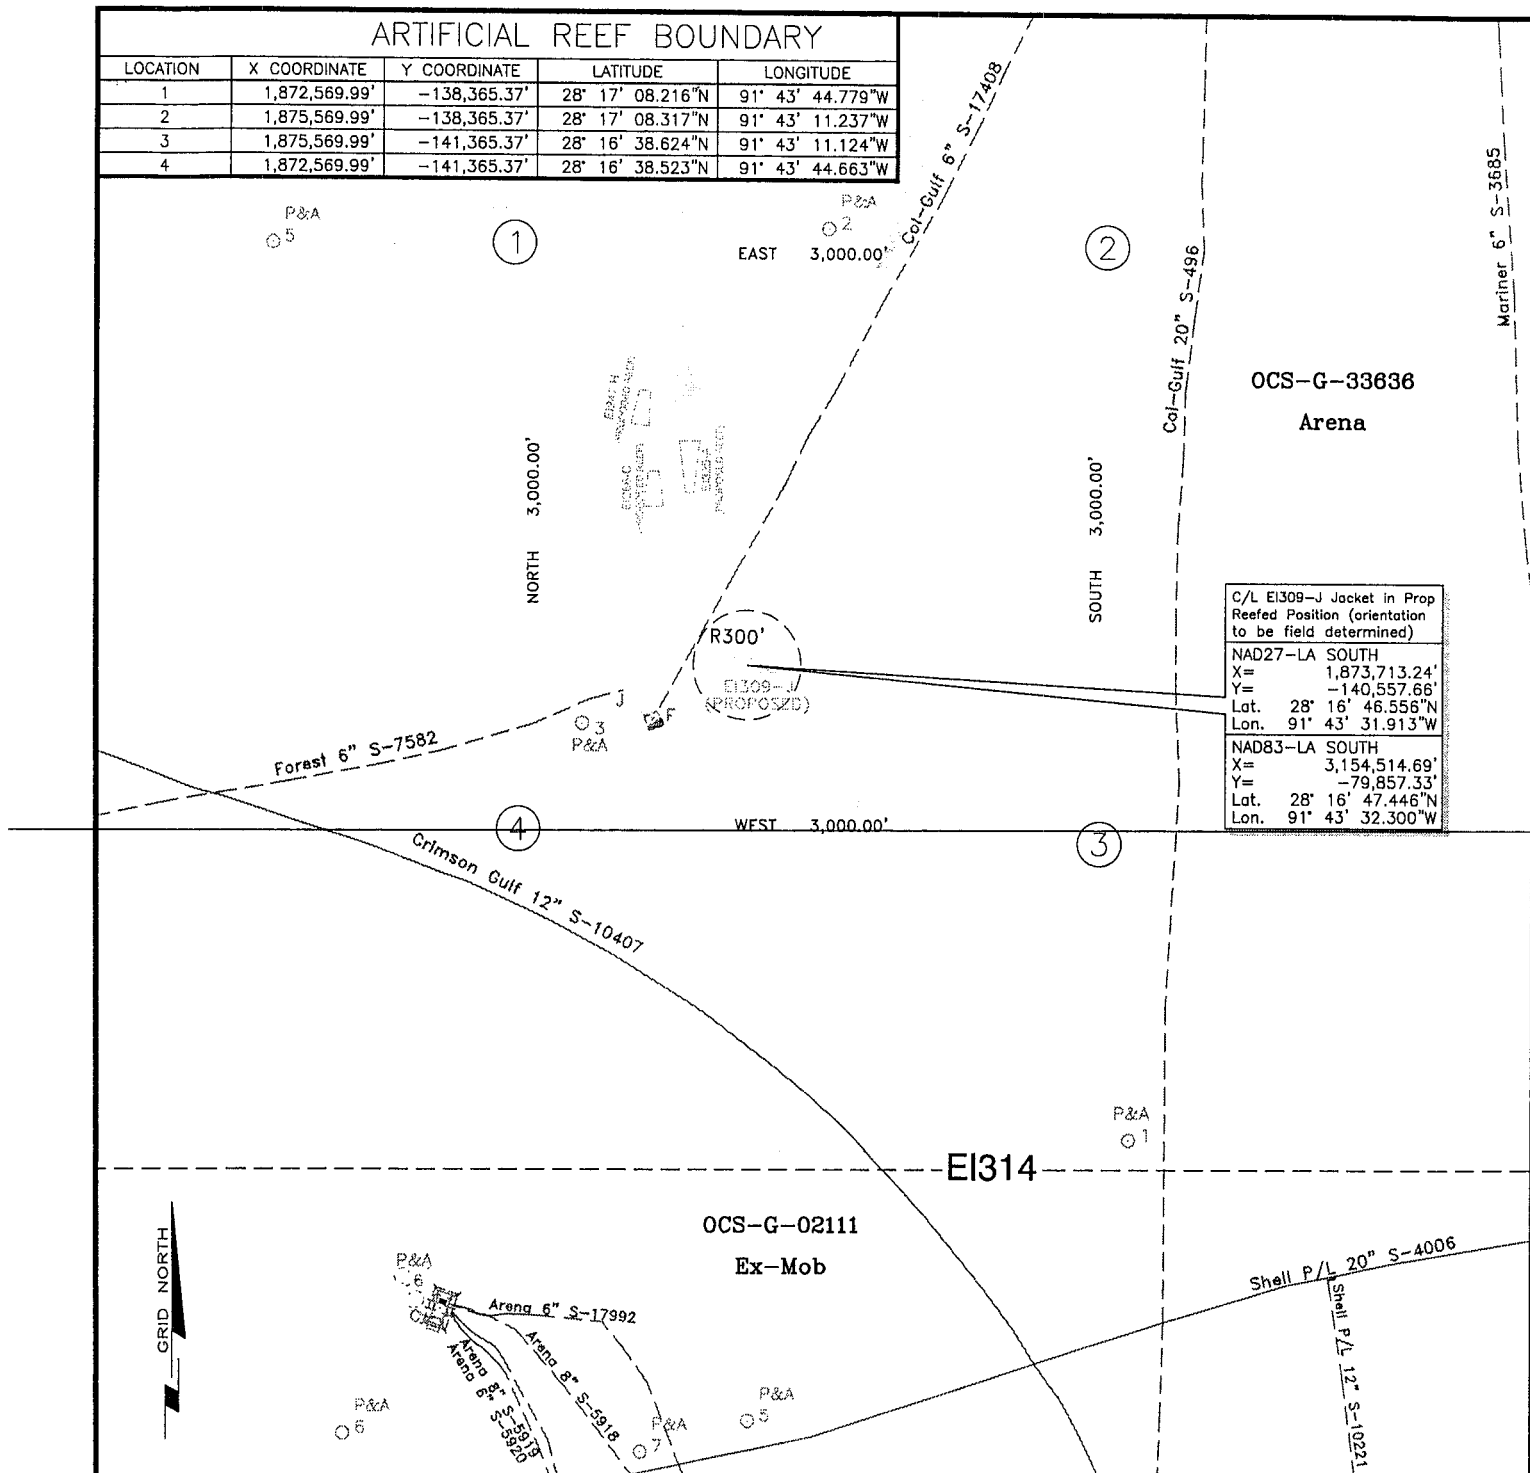 ARTIFICIAL REEF BOUNDARY
LOCATION X COORDINATE Y COORDINATE LATITUDE LONGITUDE
1 1,872,569.99' -138,365.37' 28° 17' 08.216"N 91° 43' 44.779"W
2 1,875,569.99' -138,365.37' 28° 17' 08.317"N 91° 43' 11.237"W
3 1,875,569.99' -141,365.37' 28° 16' 38.624"N 91° 43' 11.124"W
4 1,872,569.99' -141,365.37' 28° 16' 38.523"N 91° 43' 44.663"W
P&A
5
1
P&A
2
EAST 3,000.00'
Col-Gulf 6" S-17408
2
Col-Gulf 20" S-496
Mariner 6" S-3685
OCS-G-33636
Arena
NORTH 3,000.00'
SOUTH 3,000.00'
R300'
EI309-J
(PROPOSED)
C/L EI309-J Jacket in Prop
Reefed Position (orientation
to be field determined)
NAD27-LA SOUTH
X= 1,873,713.24'
Y= -140,557.66'
Lat. 28° 16' 46.556"N
Lon. 91° 43' 31.913"W
NAD83-LA SOUTH
X= 3,154,514.69'
Y= -79,857.33'
Lat. 28° 16' 47.446"N
Lon. 91° 43' 32.300"W
J
F
3
P&A
Forest 6" S-7582
4
WEST 3,000.00'
3
Crimson Gulf 12" S-10407
P&A
1
EI314
OCS-G-02111
Ex-Mob
GRID NORTH
P&A
6
C
Arena 6" S-17992
Arena 8" S-5918
Arena 8" S-5919
Arena 6" S-5920
Shell P/L 20" S-4006
Shell P/L 12" S-10221
P&A
6
P&A
7
P&A
5